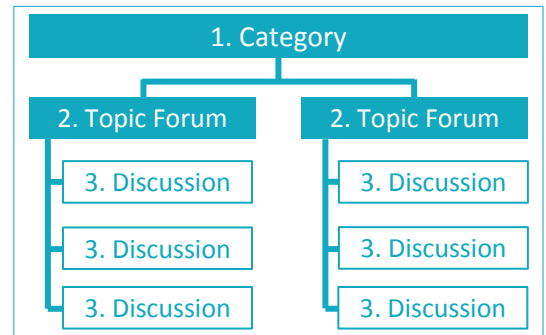 1. Category
2. Topic Forum
2. Topic Forum
3. Discussion
3. Discussion
3. Discussion
3. Discussion
3. Discussion
3. Discussion